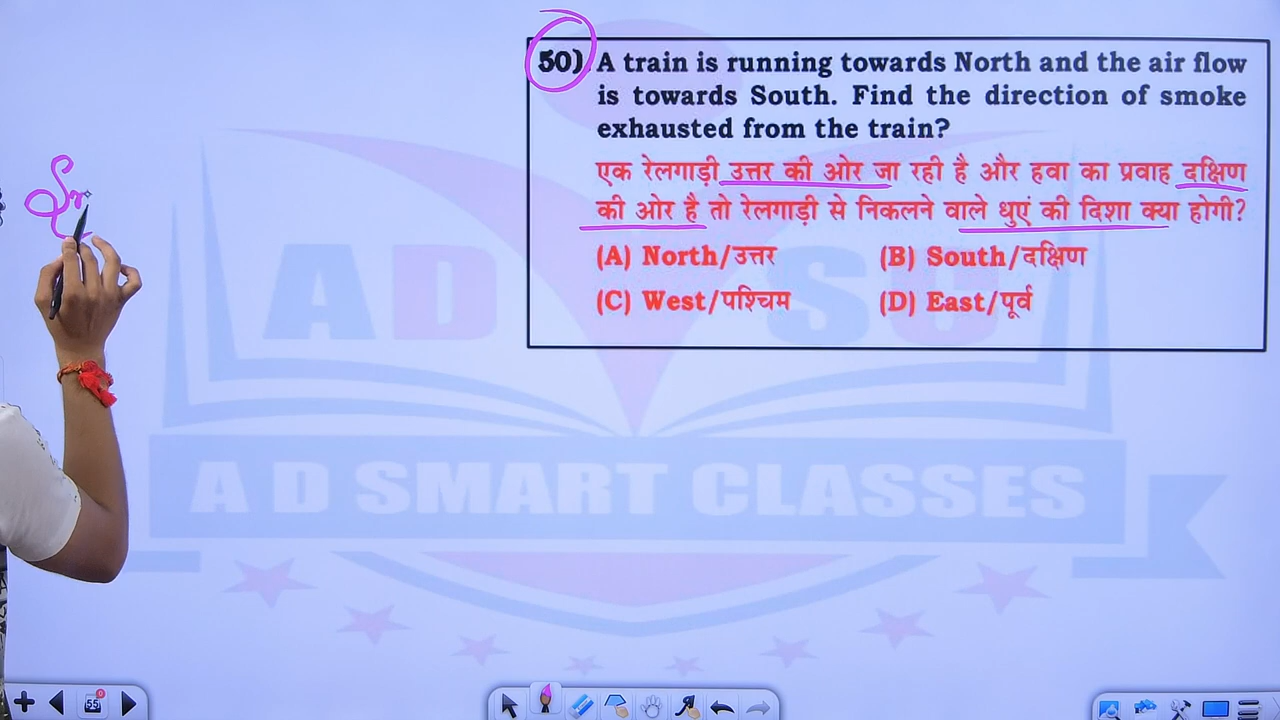 50) A train is running towards North and the air flow
is towards South. Find the direction of smoke
exhausted from the train?
एक रेलगाड़ी उत्तर की ओर जा रही है और हवा का प्रवाह दक्षिण
की ओर है तो रेलगाड़ी से निकलने वाले धुएं की दिशा क्या होगी?
(A) North/उत्तर (B) South/दक्षिण
(C) West/पश्चिम (D) East/पूर्व
A D S C
A D SMART CLASSES
55